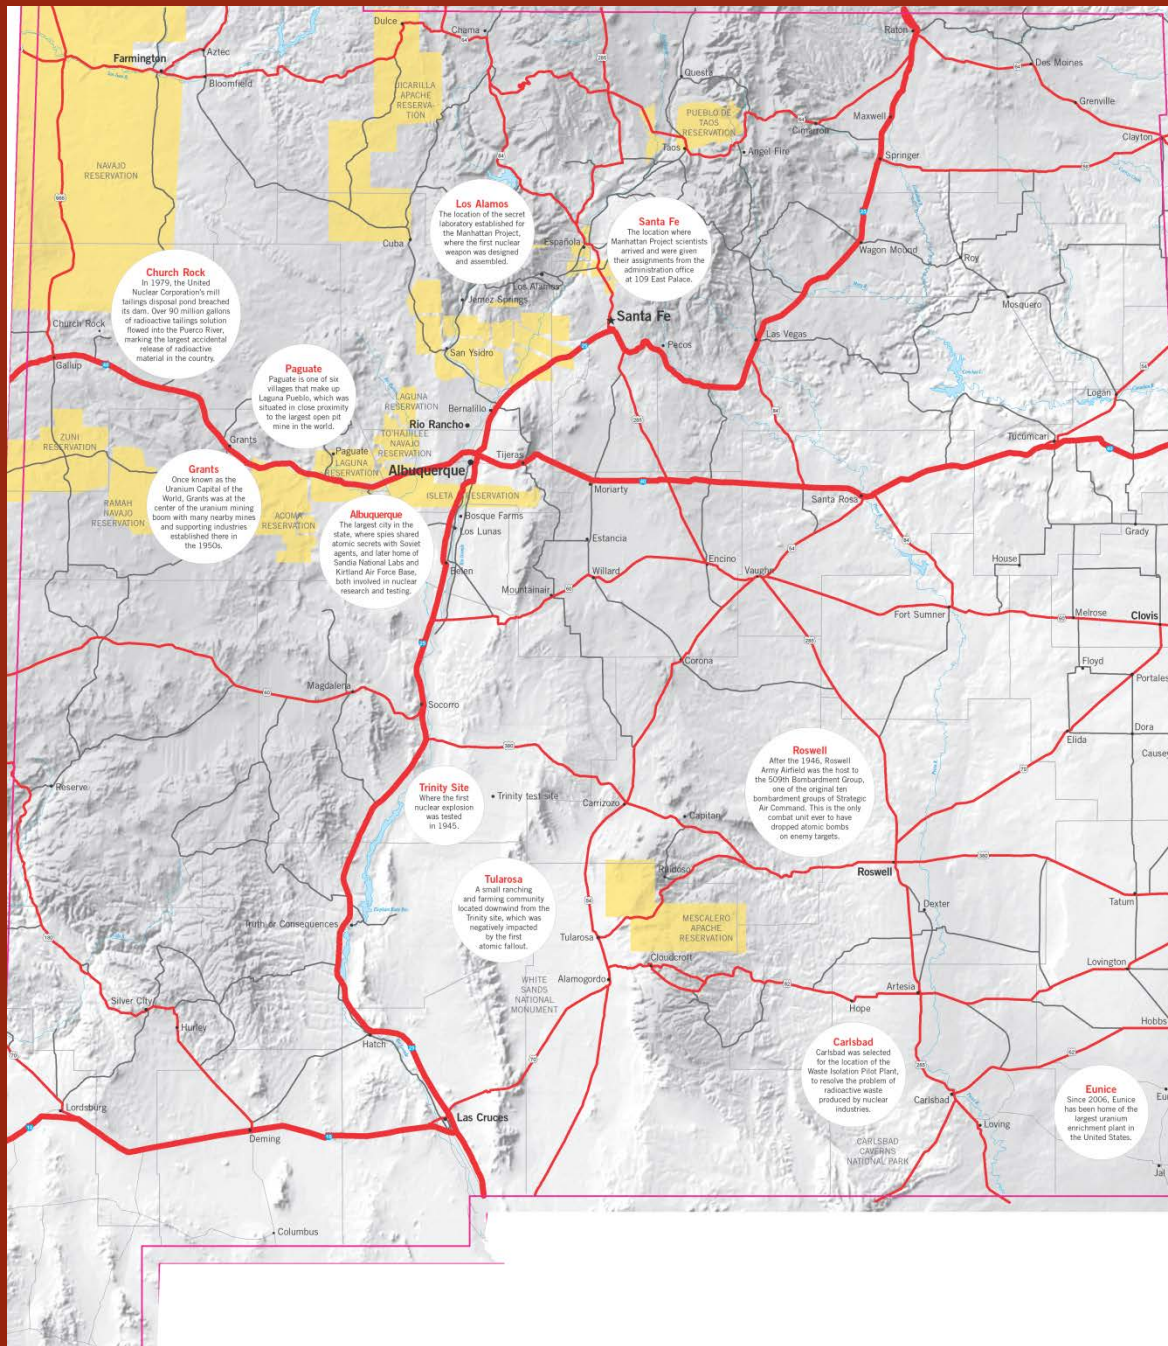 Dulce
Chama
Raton
Aztec
Farmington
Bloomfield
Questa
Des Moines
Grenville
JICARILLA
APACHE
RESERVA-
TION
PUEBLO DE
TAOS
RESERVATION
Maxwell
Cimarron
Clayton
Taos
Angel Fire
Springer
NAVAJO
RESERVATION
Los Alamos
The location of the secret
laboratory established for
the Manhattan Project,
where the first nuclear
weapon was designed
and assembled.
Santa Fe
The location where
Manhattan Project scientists
arrived and were given
their assignments from the
administration office
at 109 East Palace.
Cuba
Española
Wagon Mound
Roy
Church Rock
In 1979, the United
Nuclear Corporation's mill
tailings disposal pond breached
its dam. Over 90 million gallons
of radioactive tailings solution
flowed into the Puerco River,
marking the largest accidental
release of radioactive
material in the country.
Los Alamos
Jemez Springs
Mosquero
Church Rock
Santa Fe
Las Vegas
Pecos
San Ysidro
Gallup
Paguate
Paguate is one of six
villages that make up
Laguna Pueblo, which was
situated in close proximity
to the largest open pit
mine in the world.
LAGUNA
RESERVATION
Bernalillo
Logan
Rio Rancho
TO'HAJIILEE
NAVAJO
RESERVATION
ZUNI
RESERVATION
Grants
Paguate
LAGUNA
RESERVATION
Tijeras
Tucumcari
Albuquerque
Grants
Once known as the
Uranium Capital of the
World, Grants was at the
center of the uranium mining
boom with many nearby mines
and supporting industries
established there in
the 1950s.
Moriarty
Santa Rosa
ISLETA RESERVATION
RAMAH
NAVAJO
RESERVATION
ACOMA
RESERVATION
Albuquerque
The largest city in the
state, where spies shared
atomic secrets with Soviet
agents, and later home of
Sandia National Labs and
Kirtland Air Force Base,
both involved in nuclear
research and testing.
Bosque Farms
Los Lunas
Estancia
Grady
House
Encino
Belen
Willard
Vaughn
Mountainair
Fort Sumner
Melrose
Clovis
Corona
Floyd
Portales
Magdalena
Socorro
Elida
Dora
Causey
Roswell
After the 1946, Roswell
Army Airfield was the host to
the 509th Bombardment Group,
one of the original ten
bombardment groups of Strategic
Air Command. This is the only
combat unit ever to have
dropped atomic bombs
on enemy targets.
Reserve
Trinity Site
Where the first
nuclear explosion
was tested
in 1945.
Trinity test site
Carrizozo
Capitan
Ruidoso
Roswell
Tularosa
A small ranching
and farming community
located downwind from the
Trinity site, which was
negatively impacted
by the first
atomic fallout.
Dexter
Tatum
Truth or Consequences
MESCALERO
APACHE
RESERVATION
Tularosa
Cloudcroft
Lovington
Alamogordo
WHITE
SANDS
NATIONAL
MONUMENT
Artesia
Silver City
Hope
Hurley
Hobbs
Hatch
Carlsbad
Carlsbad was selected
for the location of the
Waste Isolation Pilot Plant,
to resolve the problem of
radioactive waste
produced by nuclear
industries.
Eunice
Since 2006, Eunice
has been home of the
largest uranium
enrichment plant in
the United States.
Carlsbad
Lordsburg
Las Cruces
Loving
Deming
CARLSBAD
CAVERNS
NATIONAL PARK
Jal
Columbus